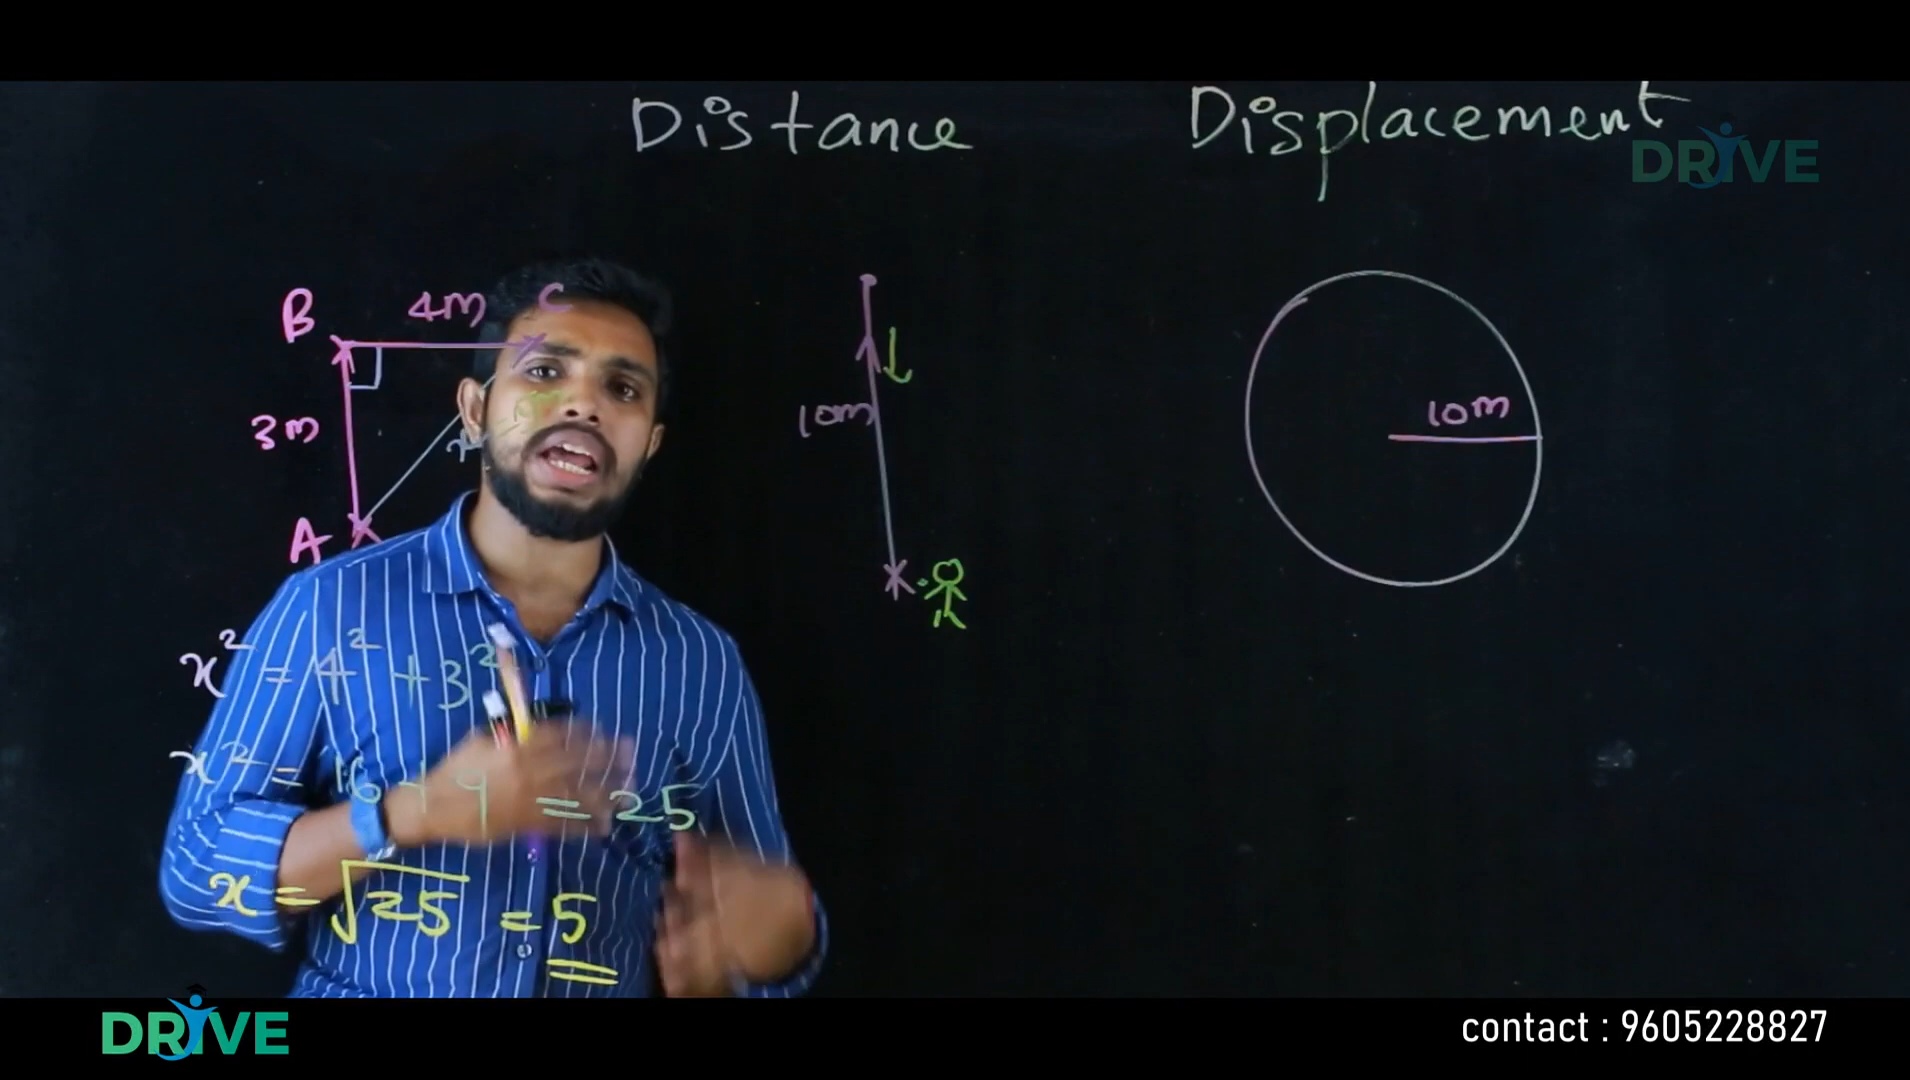 Distance
Displacement
DRIVE
B
4m
C
3m
x
A
10m
10m
x² = 4² + 3²
x² = 16 + 9 = 25
x = √25 = 5
DRIVE
contact : 9605228827